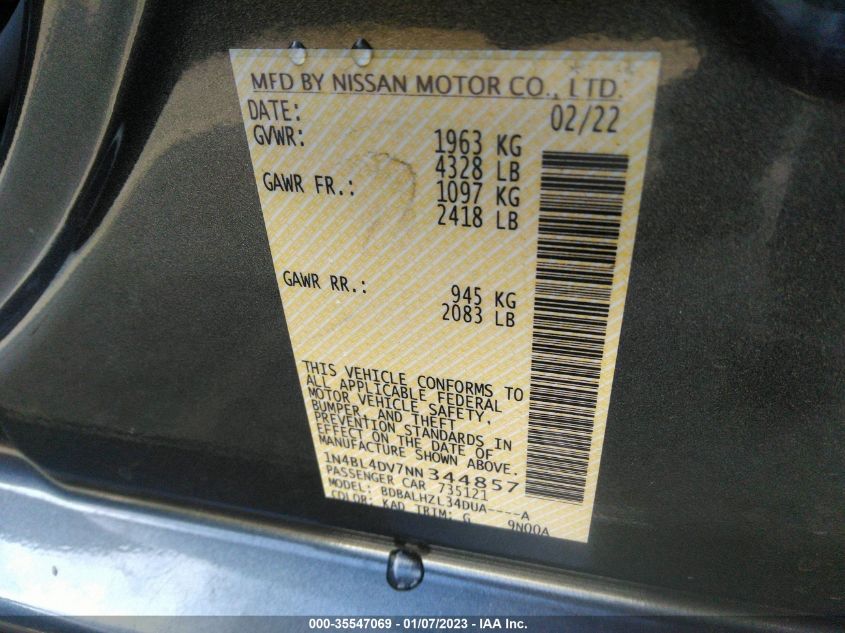 MFD BY NISSAN MOTOR CO., LTD.
DATE: 02/22
GVWR: 1963 KG
4328 LB
GAWR FR.: 1097 KG
2418 LB
GAWR RR.: 945 KG
2083 LB
THIS VEHICLE CONFORMS TO
ALL APPLICABLE FEDERAL
MOTOR VEHICLE SAFETY,
BUMPER, AND THEFT
PREVENTION STANDARDS IN
EFFECT ON THE DATE OF
MANUFACTURE SHOWN ABOVE.
1N4BL4DV7NN344857
PASSENGER CAR 735121
MODEL: BDBALHZL34DUA----A
COLOR: KAD TRIM: G 9N00A
000-35547069 — 01/07/2023 — IAA Inc.